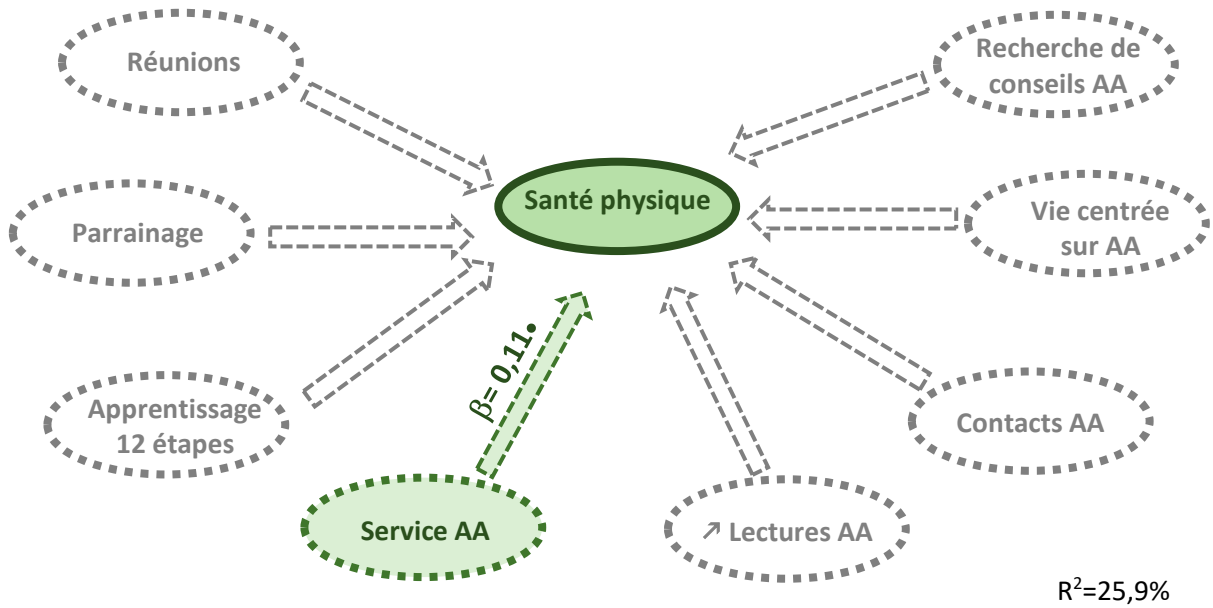 Réunions
Recherche de
conseils AA
Santé physique
Parrainage
Vie centrée
sur AA
β= 0,11•
Apprentissage
12 étapes
Contacts AA
Service AA
↗ Lectures AA
R²=25,9%